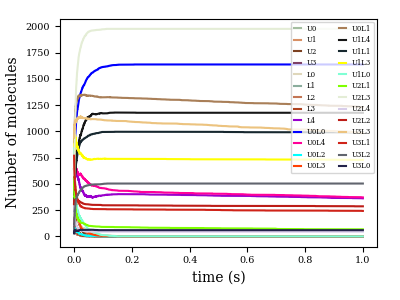 2000
1750
1500
1250
1000
750
500
250
0
Number of molecules
0.0 0.2 0.4 0.6 0.8 1.0
time (s)
U0 U0L1
U1 U1L4
U2 U1L1
U3 U1L3
L0 U1L0
L1 U2L1
L2 U2L3
L3 U2L4
L4 U2L2
U0L0 U3L3
U0L4 U3L1
U0L2 U3L2
U0L3 U3L0